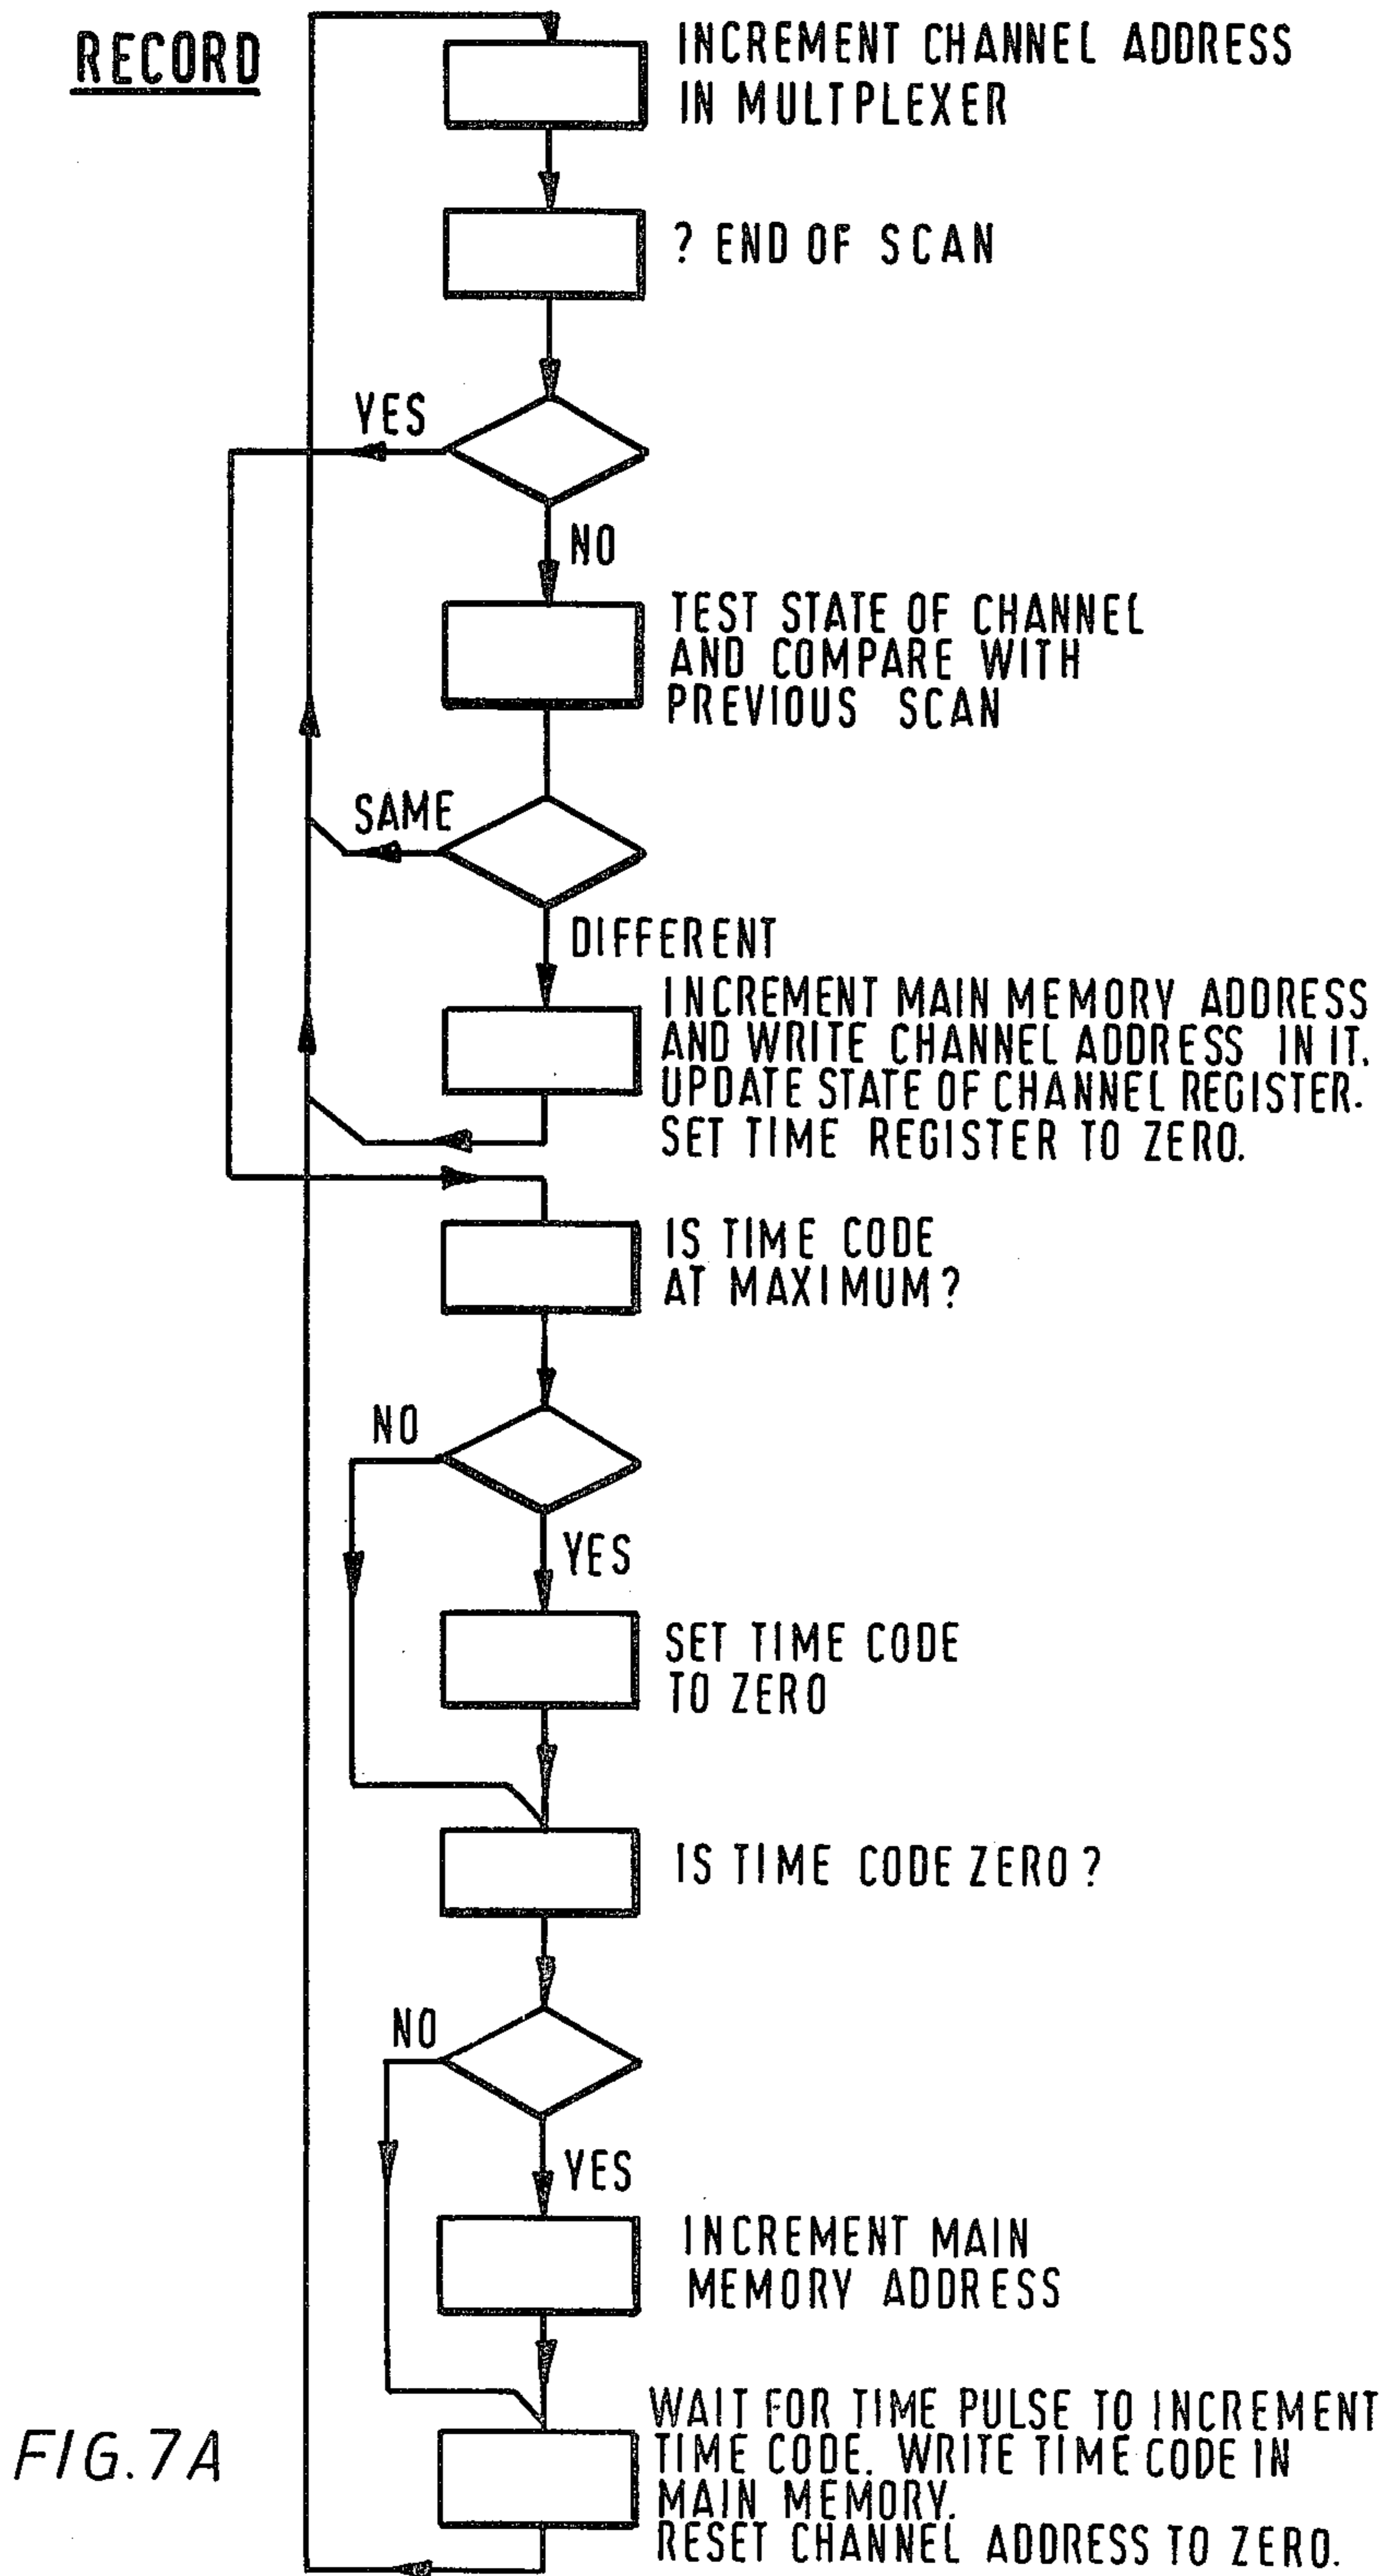 RECORD
INCREMENT CHANNEL ADDRESS
IN MULTPLEXER
? END OF SCAN
YES
NO
TEST STATE OF CHANNEL
AND COMPARE WITH
PREVIOUS SCAN
SAME
DIFFERENT
INCREMENT MAIN MEMORY ADDRESS
AND WRITE CHANNEL ADDRESS IN IT.
UPDATE STATE OF CHANNEL REGISTER.
SET TIME REGISTER TO ZERO.
IS TIME CODE
AT MAXIMUM?
NO
YES
SET TIME CODE
TO ZERO
IS TIME CODE ZERO?
NO
YES
INCREMENT MAIN
MEMORY ADDRESS
WAIT FOR TIME PULSE TO INCREMENT
TIME CODE. WRITE TIME CODE IN
MAIN MEMORY.
RESET CHANNEL ADDRESS TO ZERO.
FIG.7A